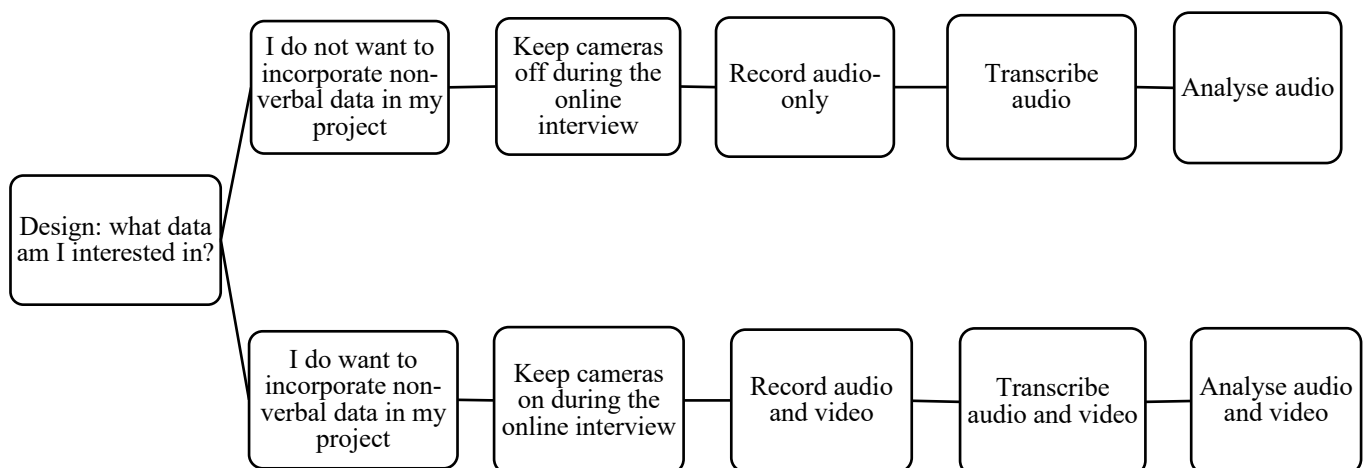 Design: what data
am I interested in?
I do not want to
incorporate non-
verbal data in my
project
Keep cameras
off during the
online
interview
Record audio-
only
Transcribe
audio
Analyse audio
I do want to
incorporate non-
verbal data in my
project
Keep cameras
on during the
online interview
Record audio
and video
Transcribe
audio and video
Analyse audio
and video